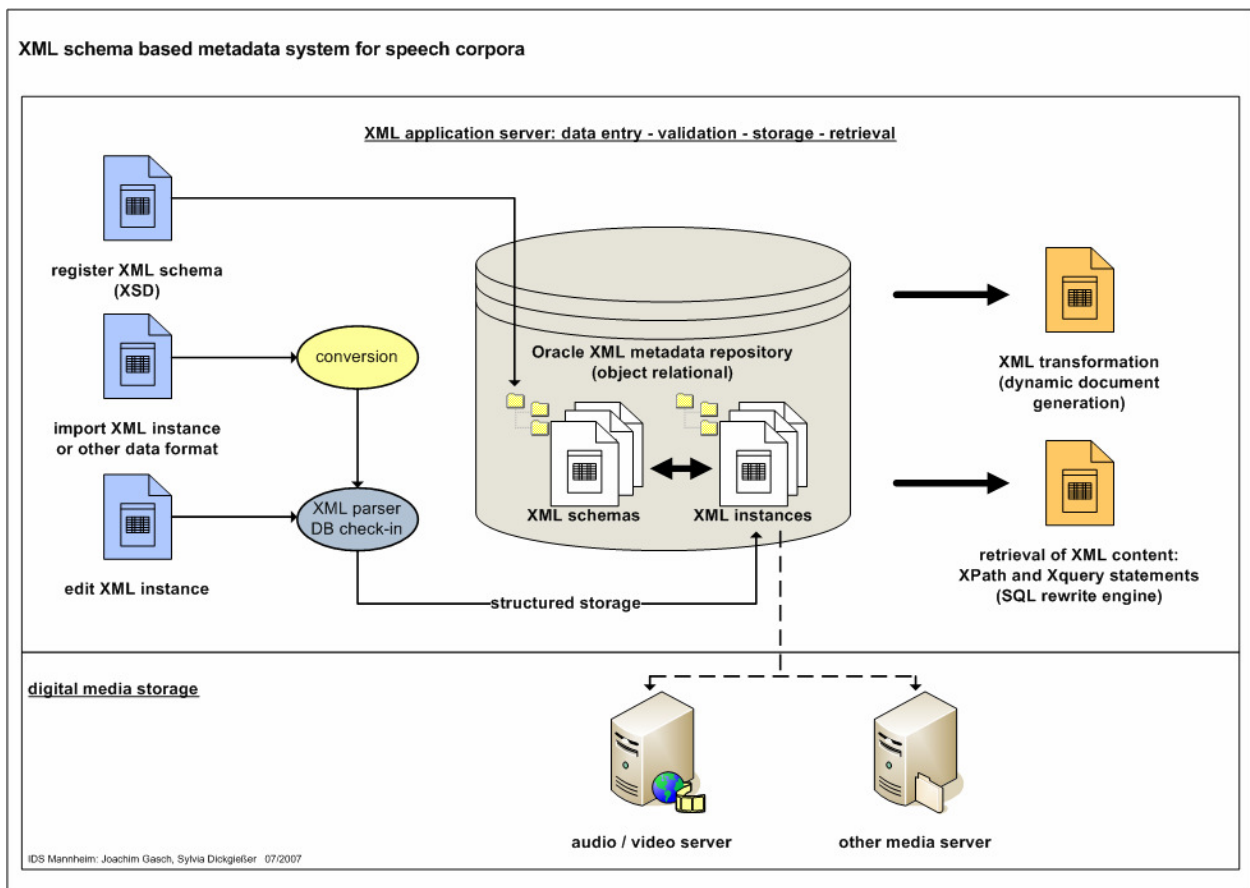 XML schema based metadata system for speech corpora
XML application server: data entry - validation - storage - retrieval
register XML schema
(XSD)
import XML instance
or other data format
edit XML instance
conversion
XML parser
DB check-in
structured storage
Oracle XML metadata repository
(object relational)
XML schemas
XML instances
XML transformation
(dynamic document
generation)
retrieval of XML content:
XPath and Xquery statements
(SQL rewrite engine)
digital media storage
audio / video server
other media server
IDS Mannheim: Joachim Gasch, Sylvia Dickgießer 07/2007